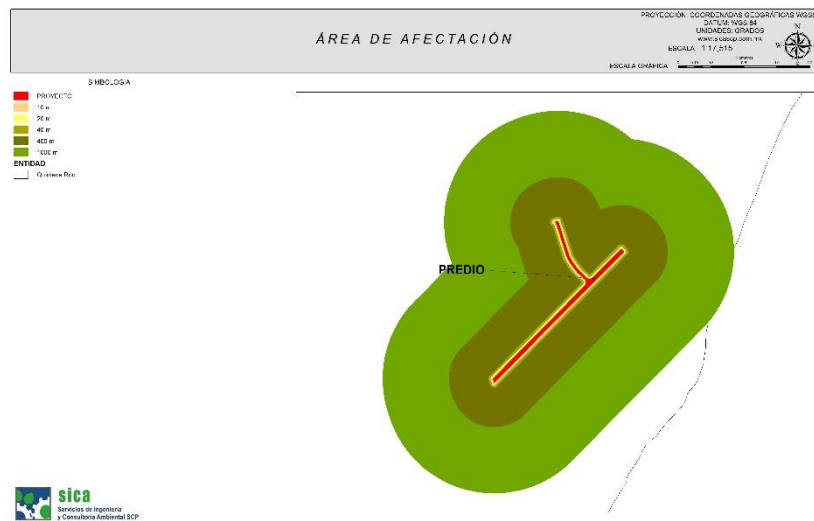 ÁREA DE AFECTACIÓN
PROYECCIÓN: COORDENADAS GEOGRÁFICAS WGS8
DATUM: WGS 84
UNIDADES: GRADOS
N
W
ESCALA 1:17,515
ESCALA GRÁFICA
SIMBOLOGÍA
PROYECTO
10 m
20 m
40 m
400 m
1000 m
ENTIDAD
Quintana Roo
PREDIO
sica
Servicios de Ingeniería
y Consultoría Ambiental SCP